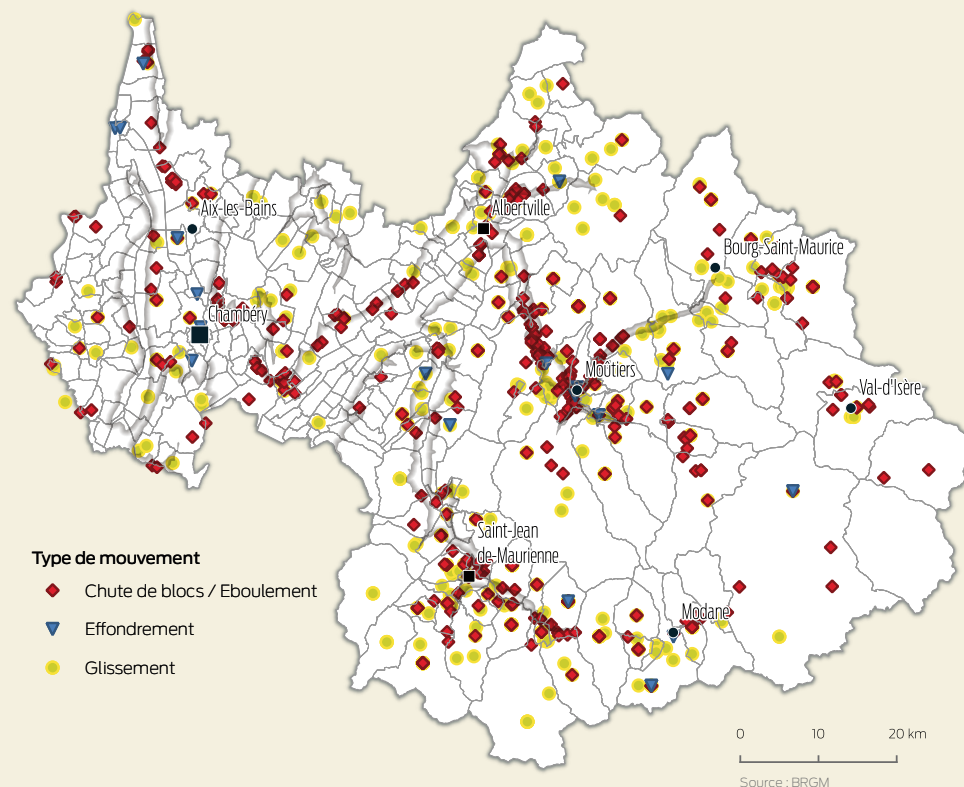 Aix-les-Bains
Albertville
Bourg-Saint-Maurice
Chambéry
Moûtiers
Val-d'Isère
Saint-Jean
de-Maurienne
Modane
Type de mouvement
Chute de blocs / Eboulement
Effondrement
Glissement
0 10 20 km
Source : BRGM